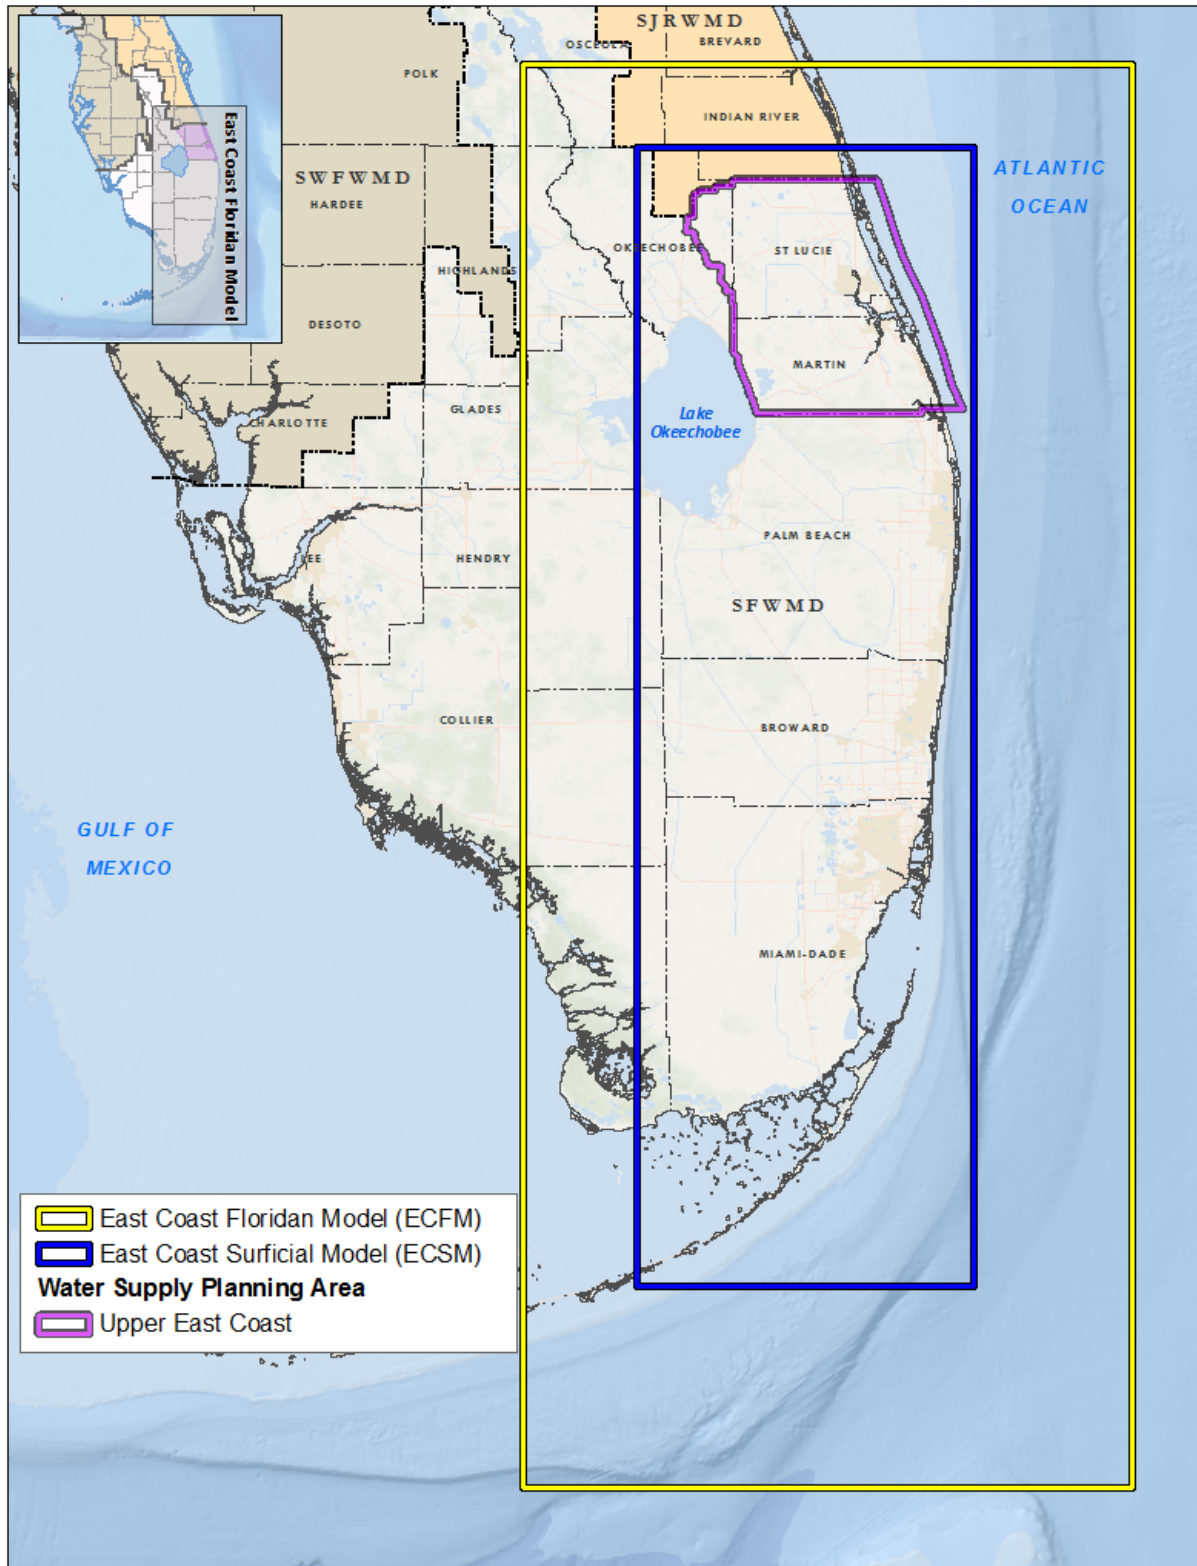 SJRWMD
OSCEOLA
BREVARD
POLK
East Coast Floridan Model
INDIAN RIVER
ATLANTIC
OCEAN
SWFWMD
HARDEE
OKEECHOBEE
ST LUCIE
HIGHLANDS
DESOTO
MARTIN
GLADES
Lake
Okeechobee
CHARLOTTE
PALM BEACH
LEE
HENDRY
SFWMD
COLLIER
BROWARD
GULF OF
MEXICO
MIAMI-DADE
East Coast Floridan Model (ECFM)
East Coast Surficial Model (ECSM)
Water Supply Planning Area
Upper East Coast